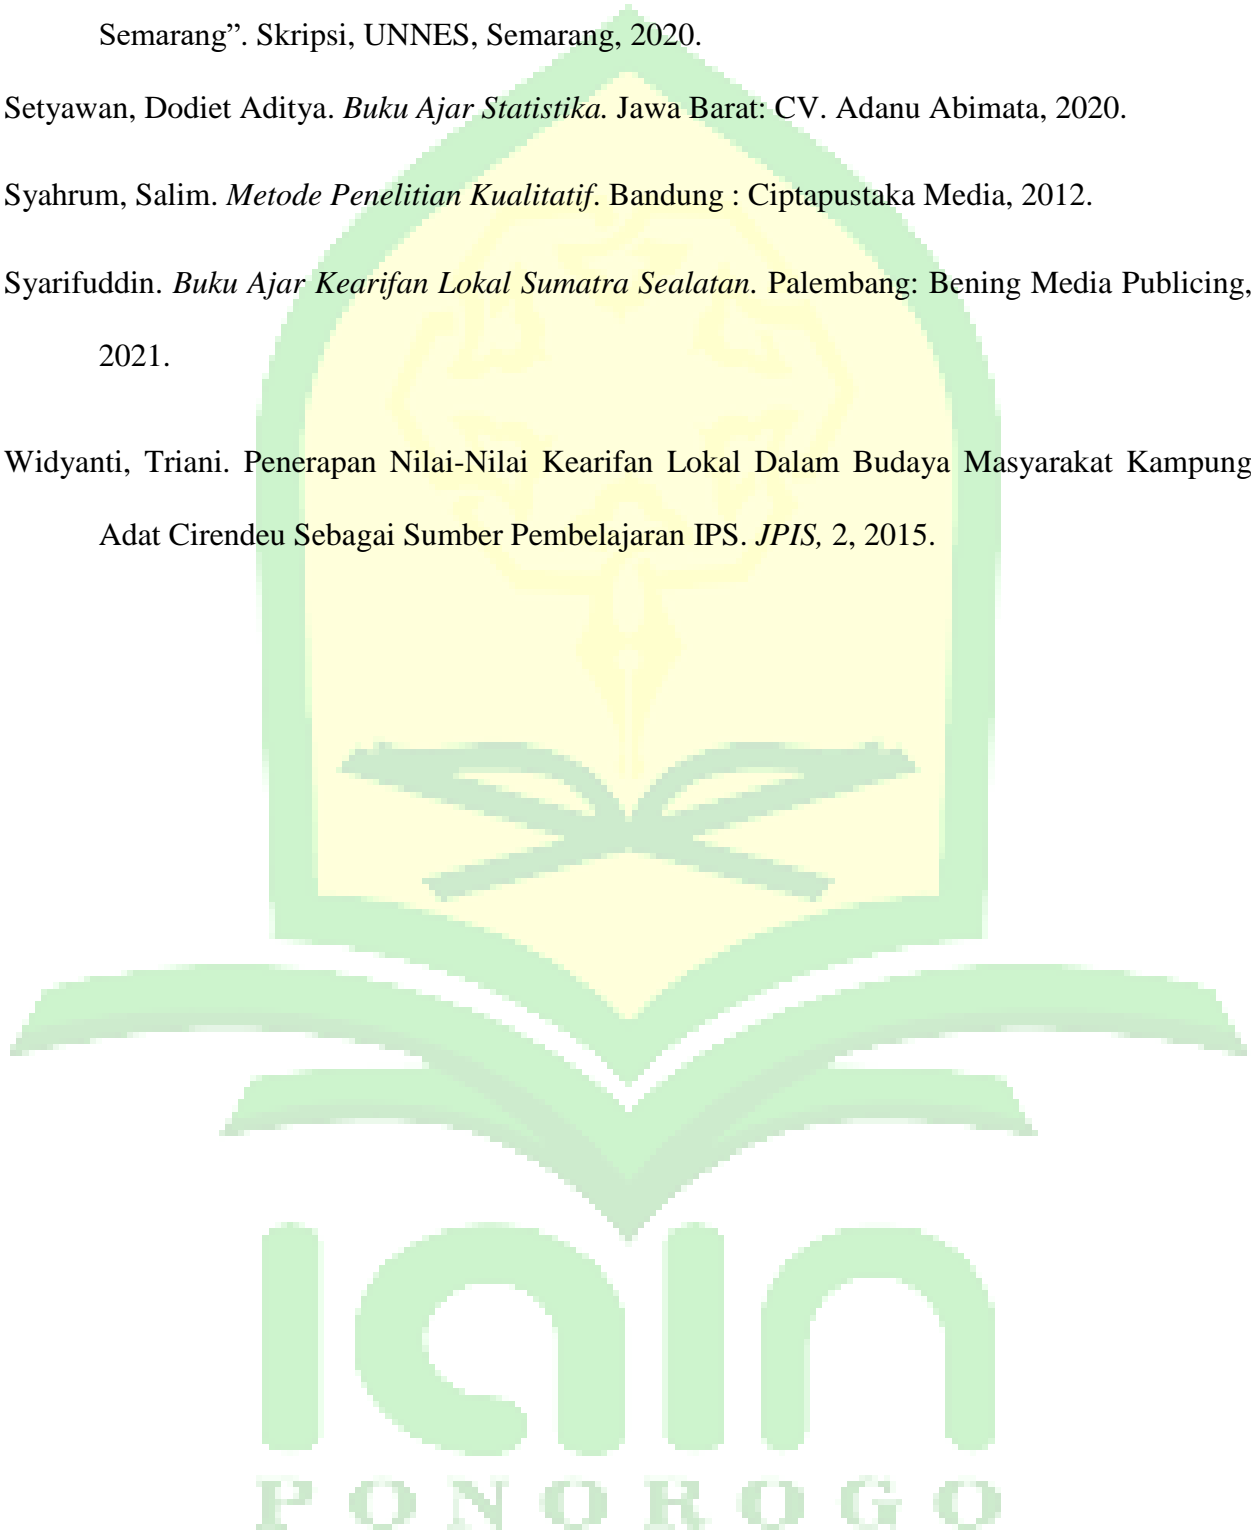 Semarang”. Skripsi, UNNES, Semarang, 2020.
Setyawan, Dodiet Aditya. Buku Ajar Statistika. Jawa Barat: CV. Adanu Abimata, 2020.
Syahrum, Salim. Metode Penelitian Kualitatif. Bandung : Ciptapustaka Media, 2012.
Syarifuddin. Buku Ajar Kearifan Lokal Sumatra Sealatan. Palembang: Bening Media Publicing,
2021.
Widyanti, Triani. Penerapan Nilai-Nilai Kearifan Lokal Dalam Budaya Masyarakat Kampung
Adat Cirendeu Sebagai Sumber Pembelajaran IPS. JPIS, 2, 2015.
iain
PONOROGO